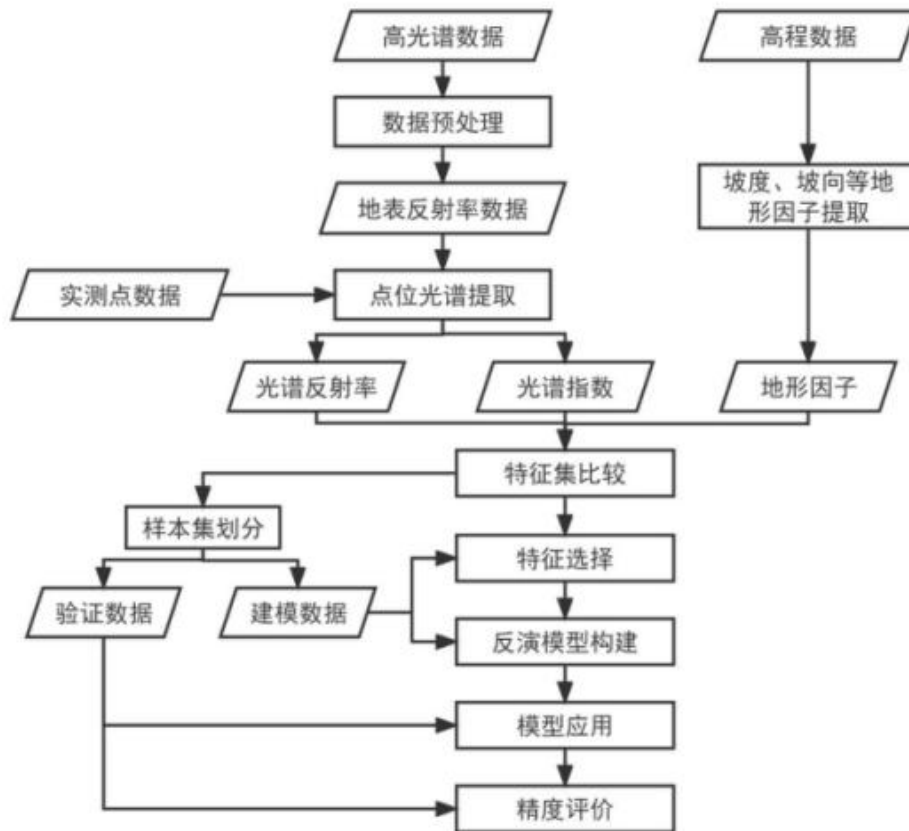 高光谱数据
高程数据
数据预处理
地表反射率数据
坡度、坡向等地
形因子提取
实测点数据
点位光谱提取
光谱反射率
光谱指数
地形因子
特征集比较
样本集划分
特征选择
验证数据
建模数据
反演模型构建
模型应用
精度评价